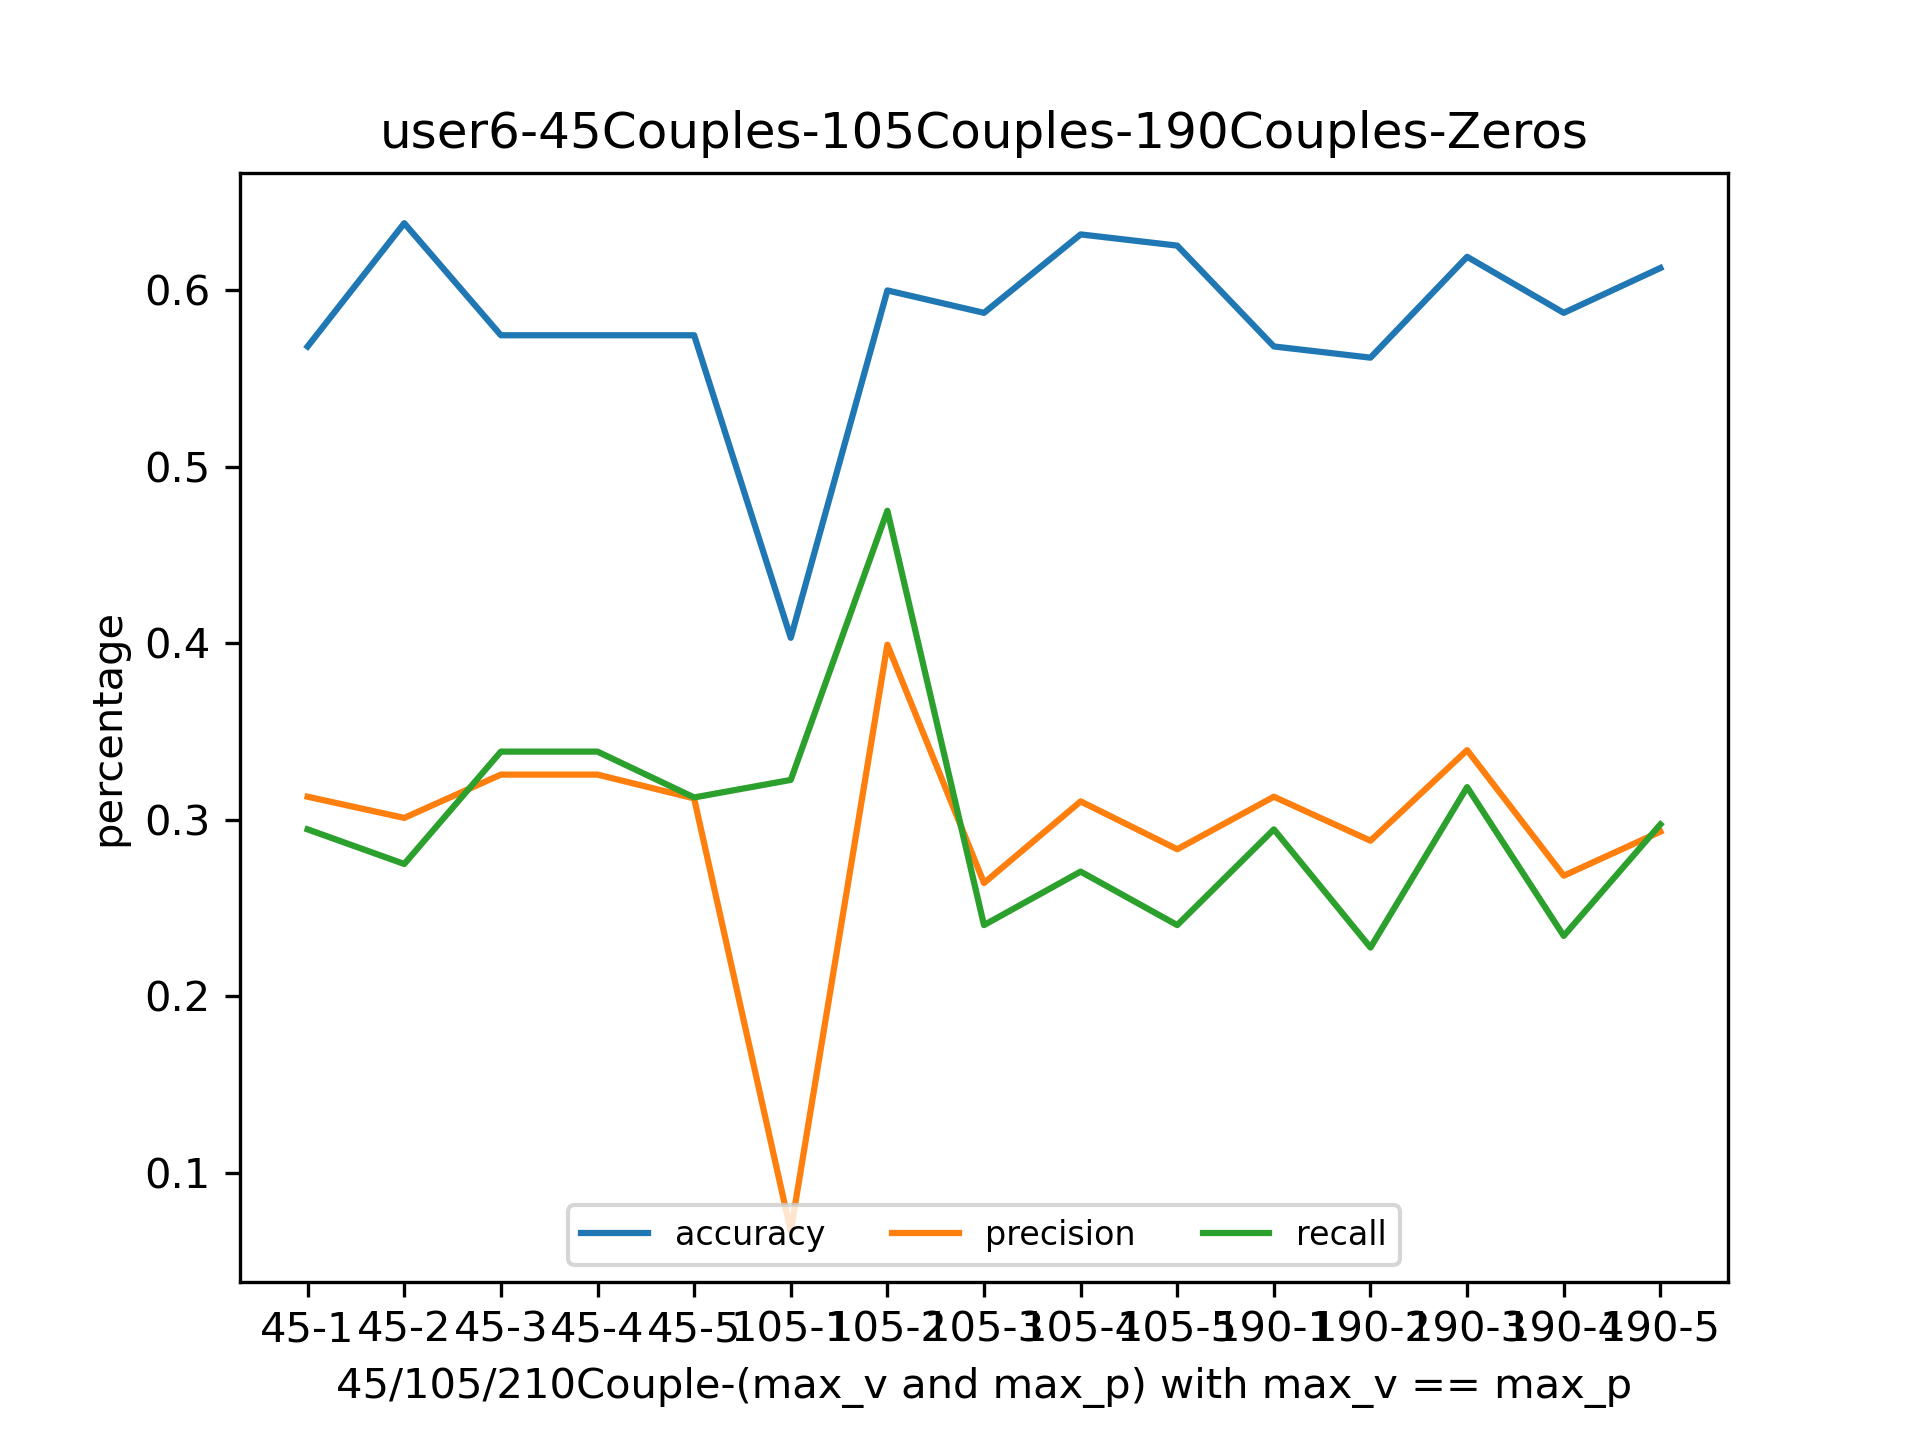 user6-45Couples-105Couples-190Couples-Zeros
percentage
0.6
0.5
0.4
0.3
0.2
0.1
accuracy precision recall
45-1 45-2 45-3 45-4 45-5 105-1 105-2 105-3 105-4 105-5 190-1 190-2 190-3 190-4 190-5
45/105/210Couple-(max_v and max_p) with max_v == max_p